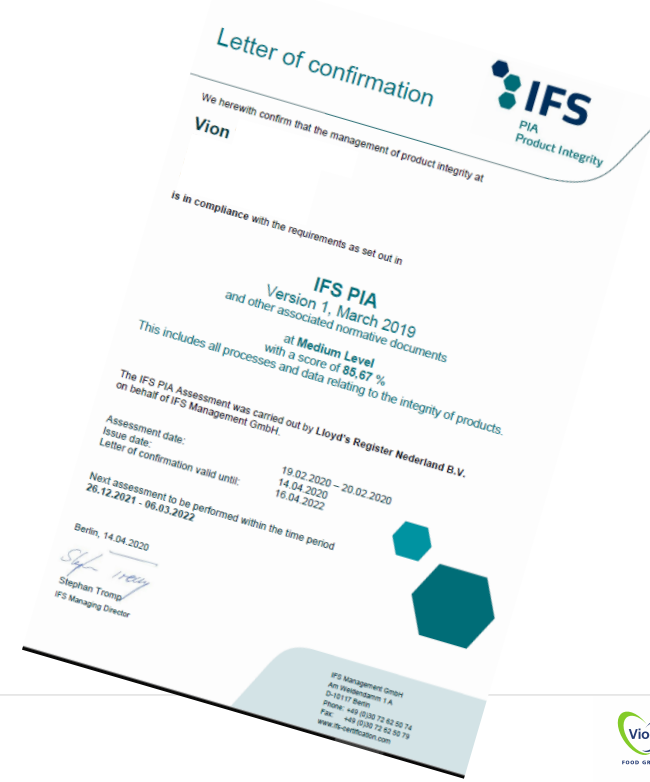 Letter of confirmation
IFS
PIA
Product Integrity
We herewith confirm that the management of product integrity at
Vion
is in compliance with the requirements as set out in
IFS PIA
Version 1, March 2019
and other associated normative documents
at Medium Level
with a score of 85,67 %
This includes all processes and data relating to the integrity of products.
The IFS PIA Assessment was carried out by Lloyd's Register Nederland B.V.
on behalf of IFS Management GmbH.
Assessment date: 19.02.2020 – 20.02.2020
Issue date: 14.04.2020
Letter of confirmation valid until: 16.04.2022
Next assessment to be performed within the time period
26.12.2021 - 06.03.2022
Berlin, 14.04.2020
Stephan Tromp
IFS Managing Director
IFS Management GmbH
Am Weidendamm 1 A
D-10117 Berlin
Phone: +49 (0)30 72 62 50 74
Fax: +49 (0)30 72 62 50 79
www.ifs-certification.com
Vio
FOOD GR